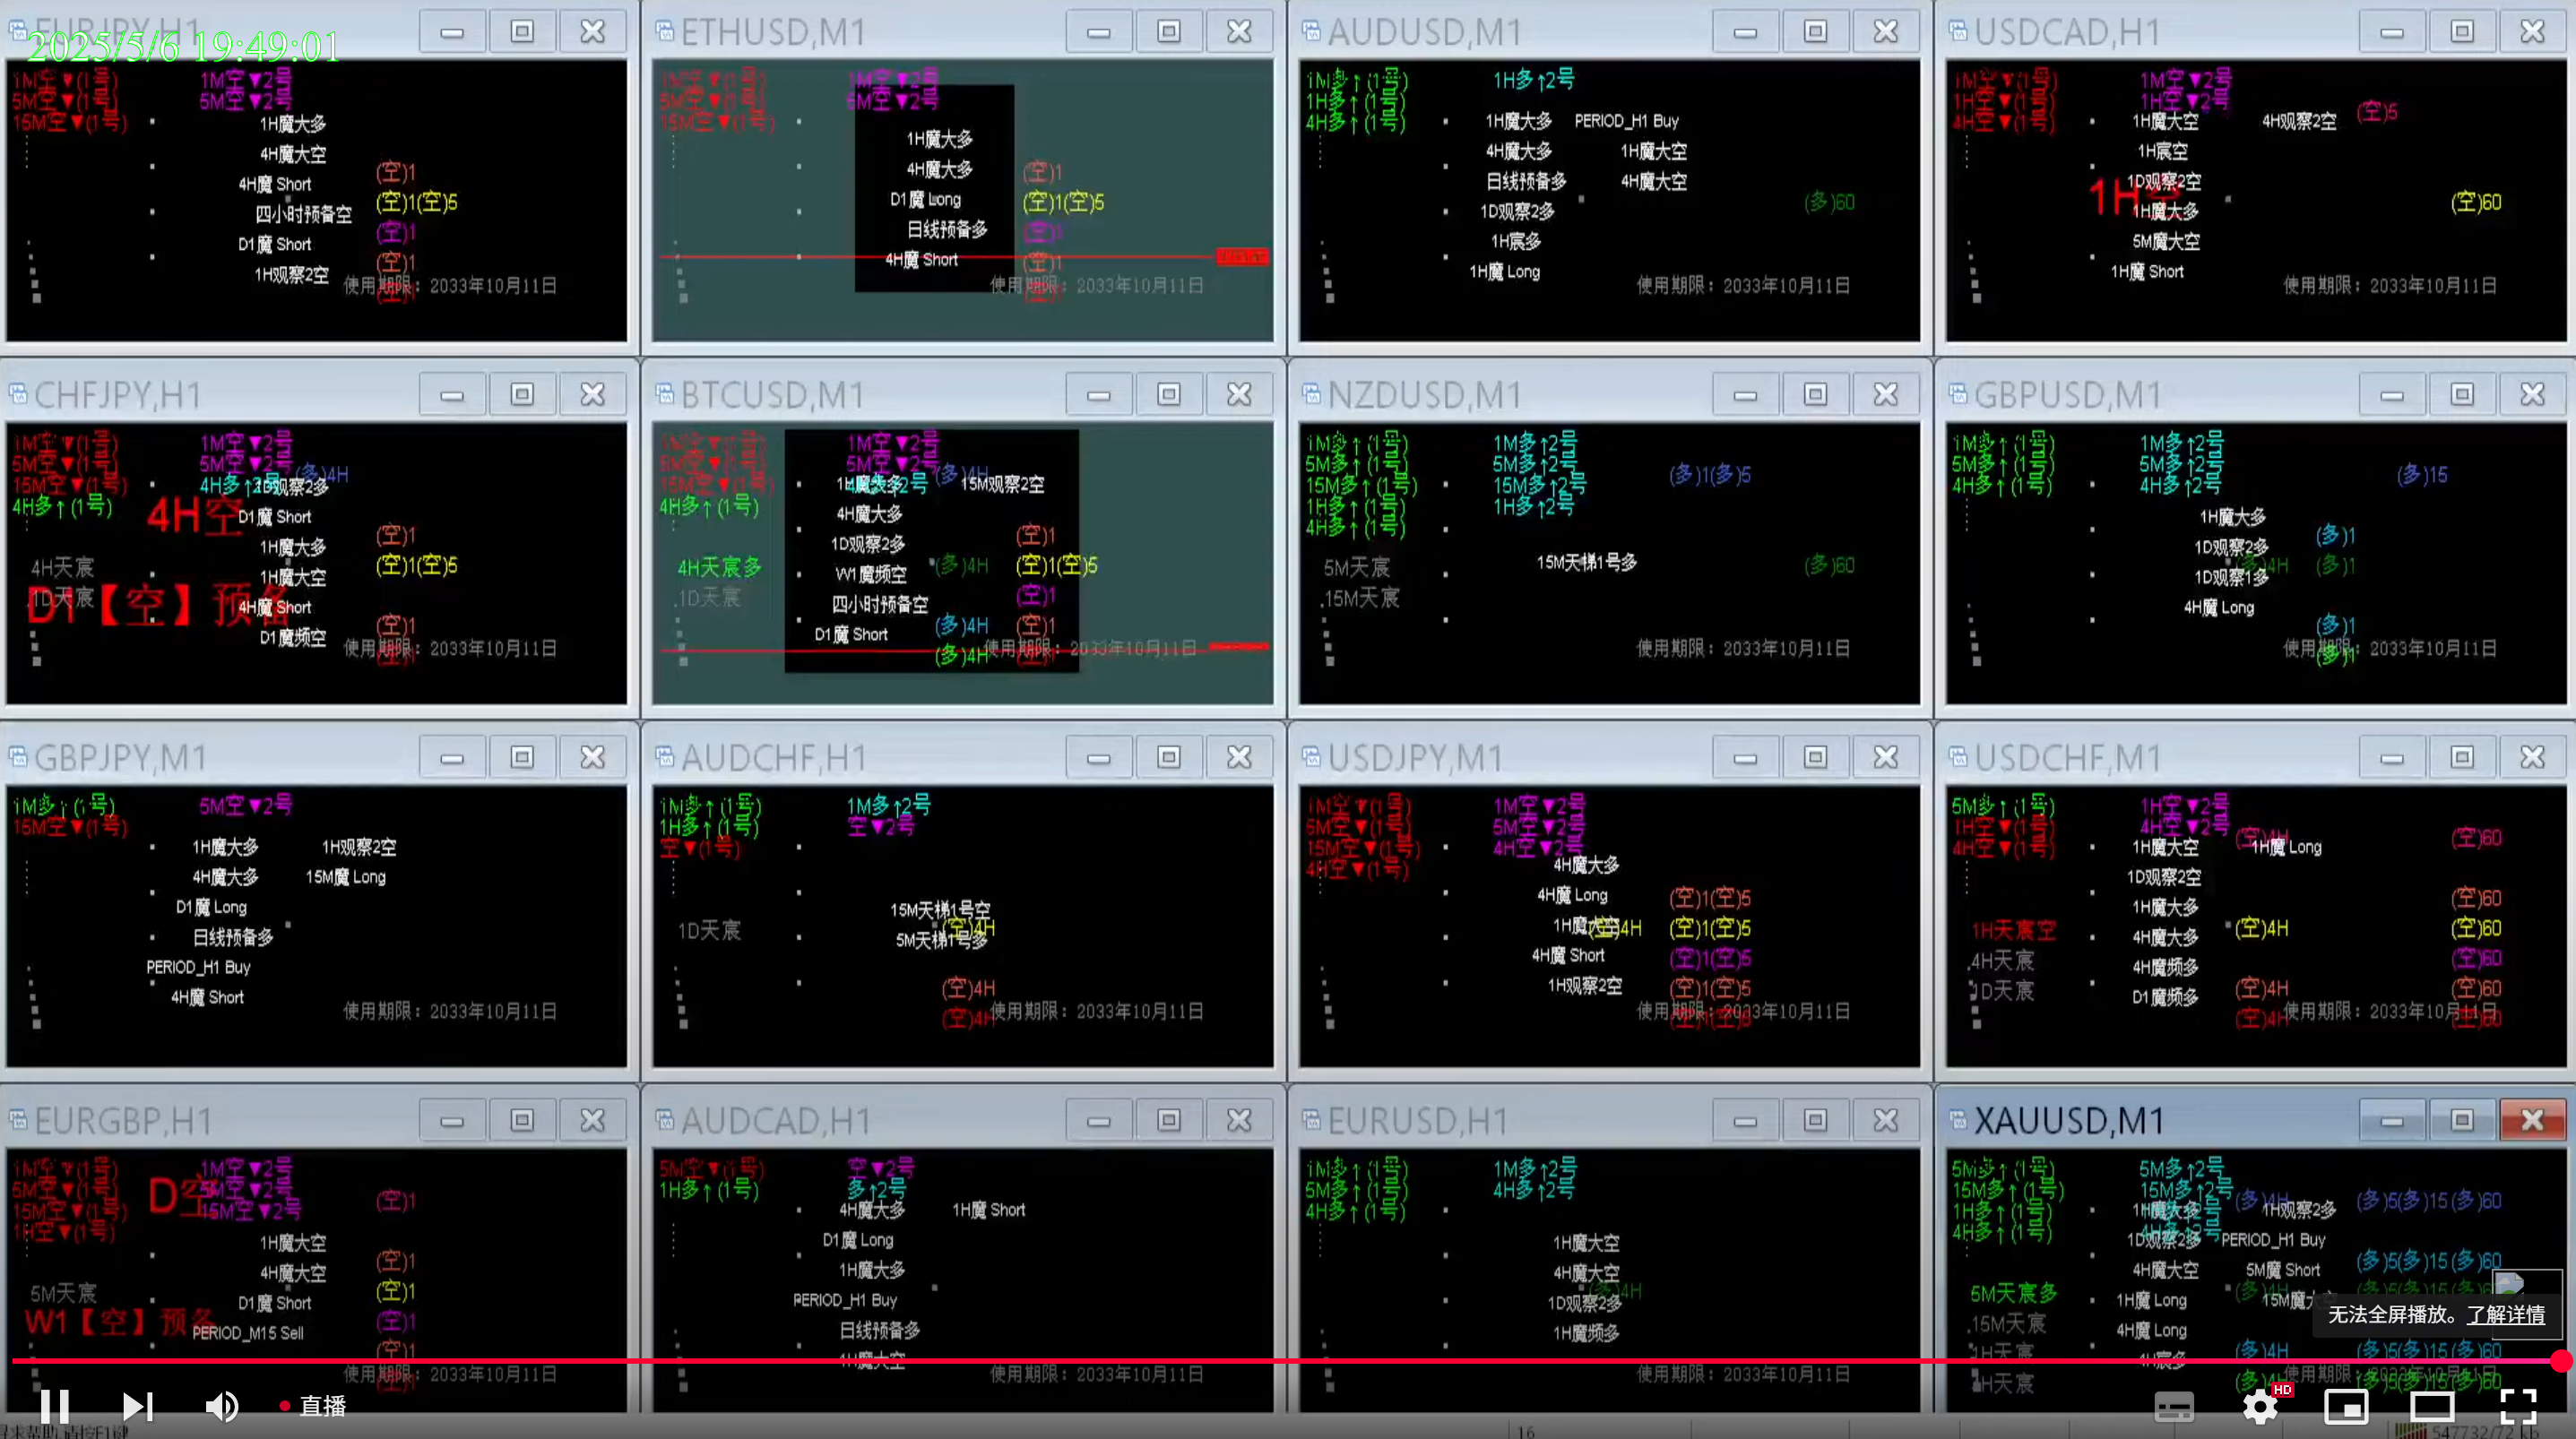 EURJPY,H1
2025/5/6 19:49:01
1M空▼(1号)
5M空▼(1号)
15M空▼(1号)
1M空▼2号
5M空▼2号
1H魔大多
4H魔大空
4H魔 Short
四小时预备空
D1魔 Short
1H观察2空
(空)1
(空)1(空)5
(空)1
(空)1
使用期限：2033年10月11日
ETHUSD,M1
1M空▼(1号)
5M空▼(1号)
15M空▼(1号)
1M空▼2号
5M空▼2号
1H魔大多
4H魔大多
D1魔 Long
日线预备多
4H魔 Short
(空)1
(空)1(空)5
(空)1
(空)1
使用期限：2033年10月11日
AUDUSD,M1
1M多↑(1号)
1H多↑(1号)
4H多↑(1号)
1H多↑2号
1H魔大多 PERIOD_H1 Buy
4H魔大多 1H魔大空
日线预备多 4H魔大空
1D观察2多
1H宸多
1H魔 Long
(多)60
使用期限：2033年10月11日
USDCAD,H1
1M空▼(1号)
1H空▼(1号)
4H空▼(1号)
1M空▼2号
1H空▼2号
1H魔大空 4H观察2空 (空)5
1H宸空
1D观察2空
1H空
1H魔大多
5M魔大空
1H魔 Short
(空)60
使用期限：2033年10月11日
CHFJPY,H1
1M空▼(1号)
5M空▼(1号)
15M空▼(1号)
4H多↑(1号)
1M空▼2号
5M空▼2号
4H多↑2号
(多)4H
1D观察2多
4H空
D1魔 Short
1H魔大多
1H魔大空
4H魔 Short
D1魔频空
4H天宸
1D天宸
D1【空】预备
(空)1
(空)1(空)5
(空)1
使用期限：2033年10月11日
BTCUSD,M1
1M空▼(1号)
5M空▼(1号)
15M空▼(1号)
4H多↑(1号)
1M空▼2号
5M空▼2号
(多)4H
1H魔大多 15M观察2空
4H魔大多
1D观察2多
W1魔频空
四小时预备空
D1魔 Short
4H天宸多
1D天宸
(多)4H
(多)4H
(多)4H
(空)1
(空)1(空)5
(空)1
(空)1
使用期限：2033年10月11日
NZDUSD,M1
1M多↑(1号)
5M多↑(1号)
15M多↑(1号)
1H多↑(1号)
4H多↑(1号)
1M多↑2号
5M多↑2号
15M多↑2号
1H多↑2号
(多)1(多)5
15M天梯1号多
5M天宸
15M天宸
(多)60
使用期限：2033年10月11日
GBPUSD,M1
1M多↑(1号)
5M多↑(1号)
4H多↑(1号)
1M多↑2号
5M多↑2号
4H多↑2号
(多)15
1H魔大多
1D观察2多
1D观察1多
4H魔 Long
(多)4H
(多)1
(多)1
(多)1
(多)1
使用期限：2033年10月11日
GBPJPY,M1
1M多↑(1号)
15M空▼(1号)
5M空▼2号
1H魔大多 1H观察2空
4H魔大多 15M魔 Long
D1魔 Long
日线预备多
PERIOD_H1 Buy
4H魔 Short
使用期限：2033年10月11日
AUDCHF,H1
1M多↑(1号)
1H多↑(1号)
空▼(1号)
1M多↑2号
空▼2号
15M天梯1号空
5M天梯1号多
1D天宸
(空)4H
(空)4H
(空)4H
使用期限：2033年10月11日
USDJPY,M1
1M空▼(1号)
5M空▼(1号)
15M空▼(1号)
4H空▼(1号)
1M空▼2号
5M空▼2号
4H空▼2号
4H魔大多
4H魔 Long
1H魔大空
4H魔 Short
1H观察2空
(空)4H
(空)1(空)5
(空)1(空)5
(空)1(空)5
(空)1(空)5
使用期限：2033年10月11日
USDCHF,M1
5M多↑(1号)
1H空▼(1号)
4H空▼(1号)
1H空▼2号
4H空▼2号
(空)4H (空)60
1H魔大空 1H魔 Long
1D观察2空
1H魔大多
4H魔大多
4H魔频多
D1魔频多
1H天宸空
4H天宸
1D天宸
(空)4H
(空)4H
(空)4H
(空)60
(空)60
(空)60
(空)60
(空)60
使用期限：2033年10月11日
EURGBP,H1
1M空▼(1号)
5M空▼(1号)
15M空▼(1号)
1H空▼(1号)
D空
1M空▼2号
5M空▼2号
15M空▼2号
(空)1
1H魔大空
4H魔大空
D1魔 Short
PERIOD_M15 Sell
5M天宸
W1【空】预备
(空)1
(空)1
(空)1
(空)1
使用期限：2033年10月11日
AUDCAD,H1
5M空▼(1号)
1H多↑(1号)
空▼2号
多↑2号
4H魔大多 1H魔 Short
D1魔 Long
1H魔大多
PERIOD_H1 Buy
日线预备多
4H魔大空
使用期限：2033年10月11日
EURUSD,H1
1M多↑(1号)
5M多↑(1号)
4H多↑(1号)
1M多↑2号
4H多↑2号
1H魔大空
4H魔大空
(多)4H
1D观察2多
1H魔频多
使用期限：2033年10月11日
XAUUSD,M1
5M多↑(1号)
15M多↑(1号)
1H多↑(1号)
4H多↑(1号)
5M多↑2号
15M多↑2号
4H多↑2号
(多)4H (多)5(多)15(多)60
1H魔大多 1H观察2多
1D观察2多 PERIOD_H1 Buy
4H魔大空 5M魔 Short
1H魔 Long
4H魔 Long
4H宸多
5M天宸多
15M天宸
1H天宸
4H天宸
(多)5(多)15(多)60
(多)4H (多)5(多)15(多)60
使用期限：2033年10月11日
无法全屏播放。了解详情
直播
HD
16
547732/72 kb